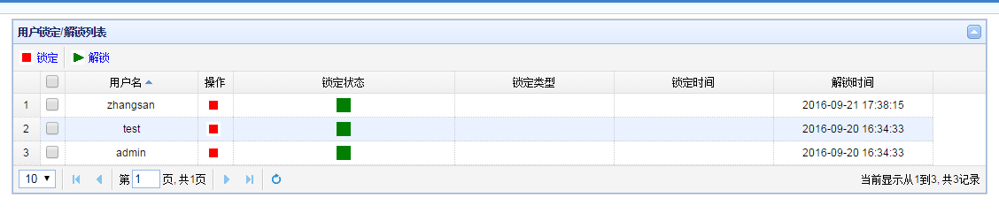 用户锁定/解锁列表
锁定 解锁
用户名 操作 锁定状态 锁定类型 锁定时间 解锁时间
1 zhangsan 2016-09-21 17:38:15
2 test 2016-09-20 16:34:33
3 admin 2016-09-20 16:34:33
10 第 1 页, 共1页 当前显示从1到3, 共3记录